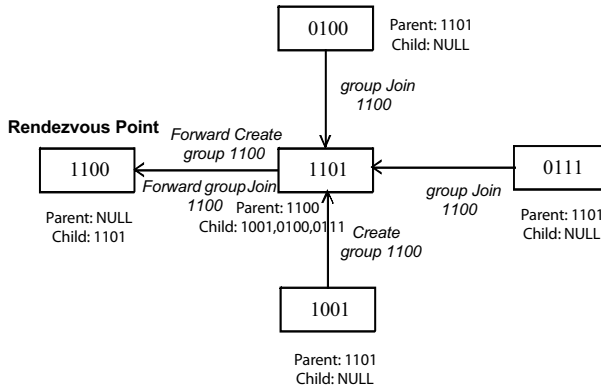 0100
Parent: 1101
Child: NULL
group Join
1100
Rendezvous Point
Forward Create
group 1100
1100
1101
0111
Forward groupJoin
1100
group Join
1100
Parent: NULL
Child: 1101
Parent: 1100
Child: 1001,0100,0111
Parent: 1101
Child: NULL
Create
group 1100
1001
Parent: 1101
Child: NULL